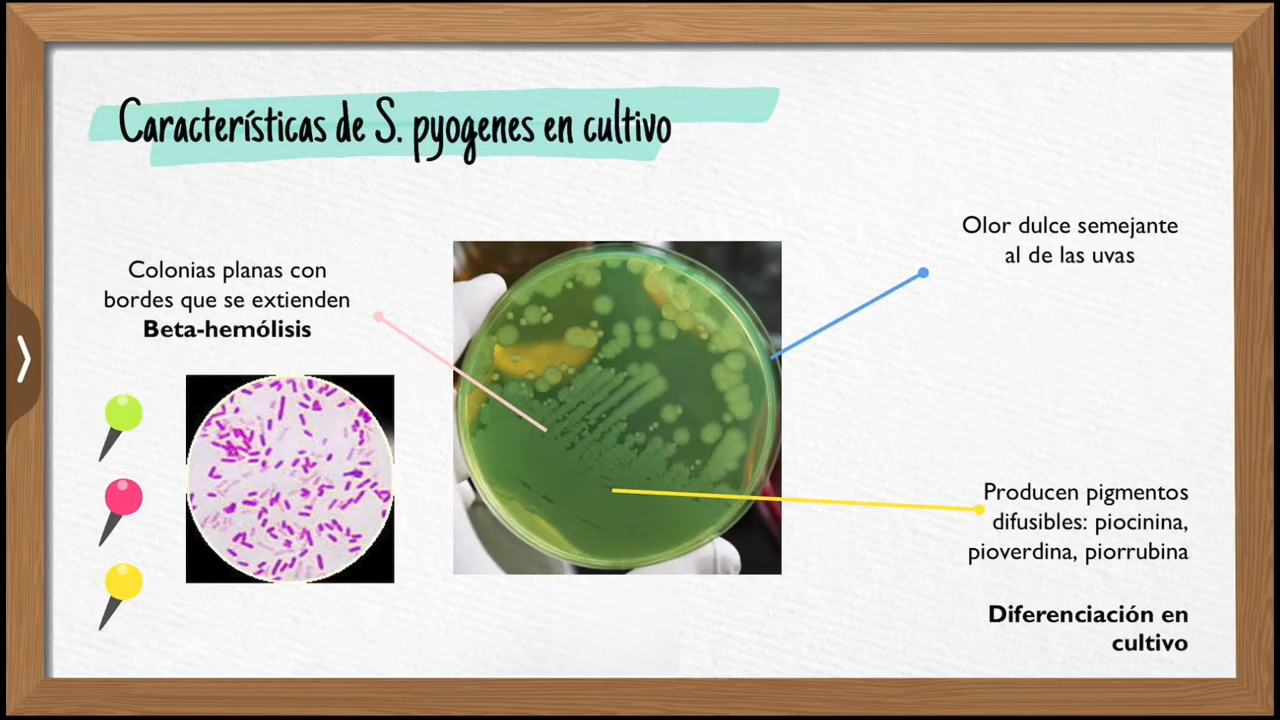 Características de S. pyogenes en cultivo
Colonias planas con
bordes que se extienden
Beta-hemólisis
Olor dulce semejante
al de las uvas
Producen pigmentos
difusibles: piocinina,
pioverdina, piorrubina
Diferenciación en
cultivo